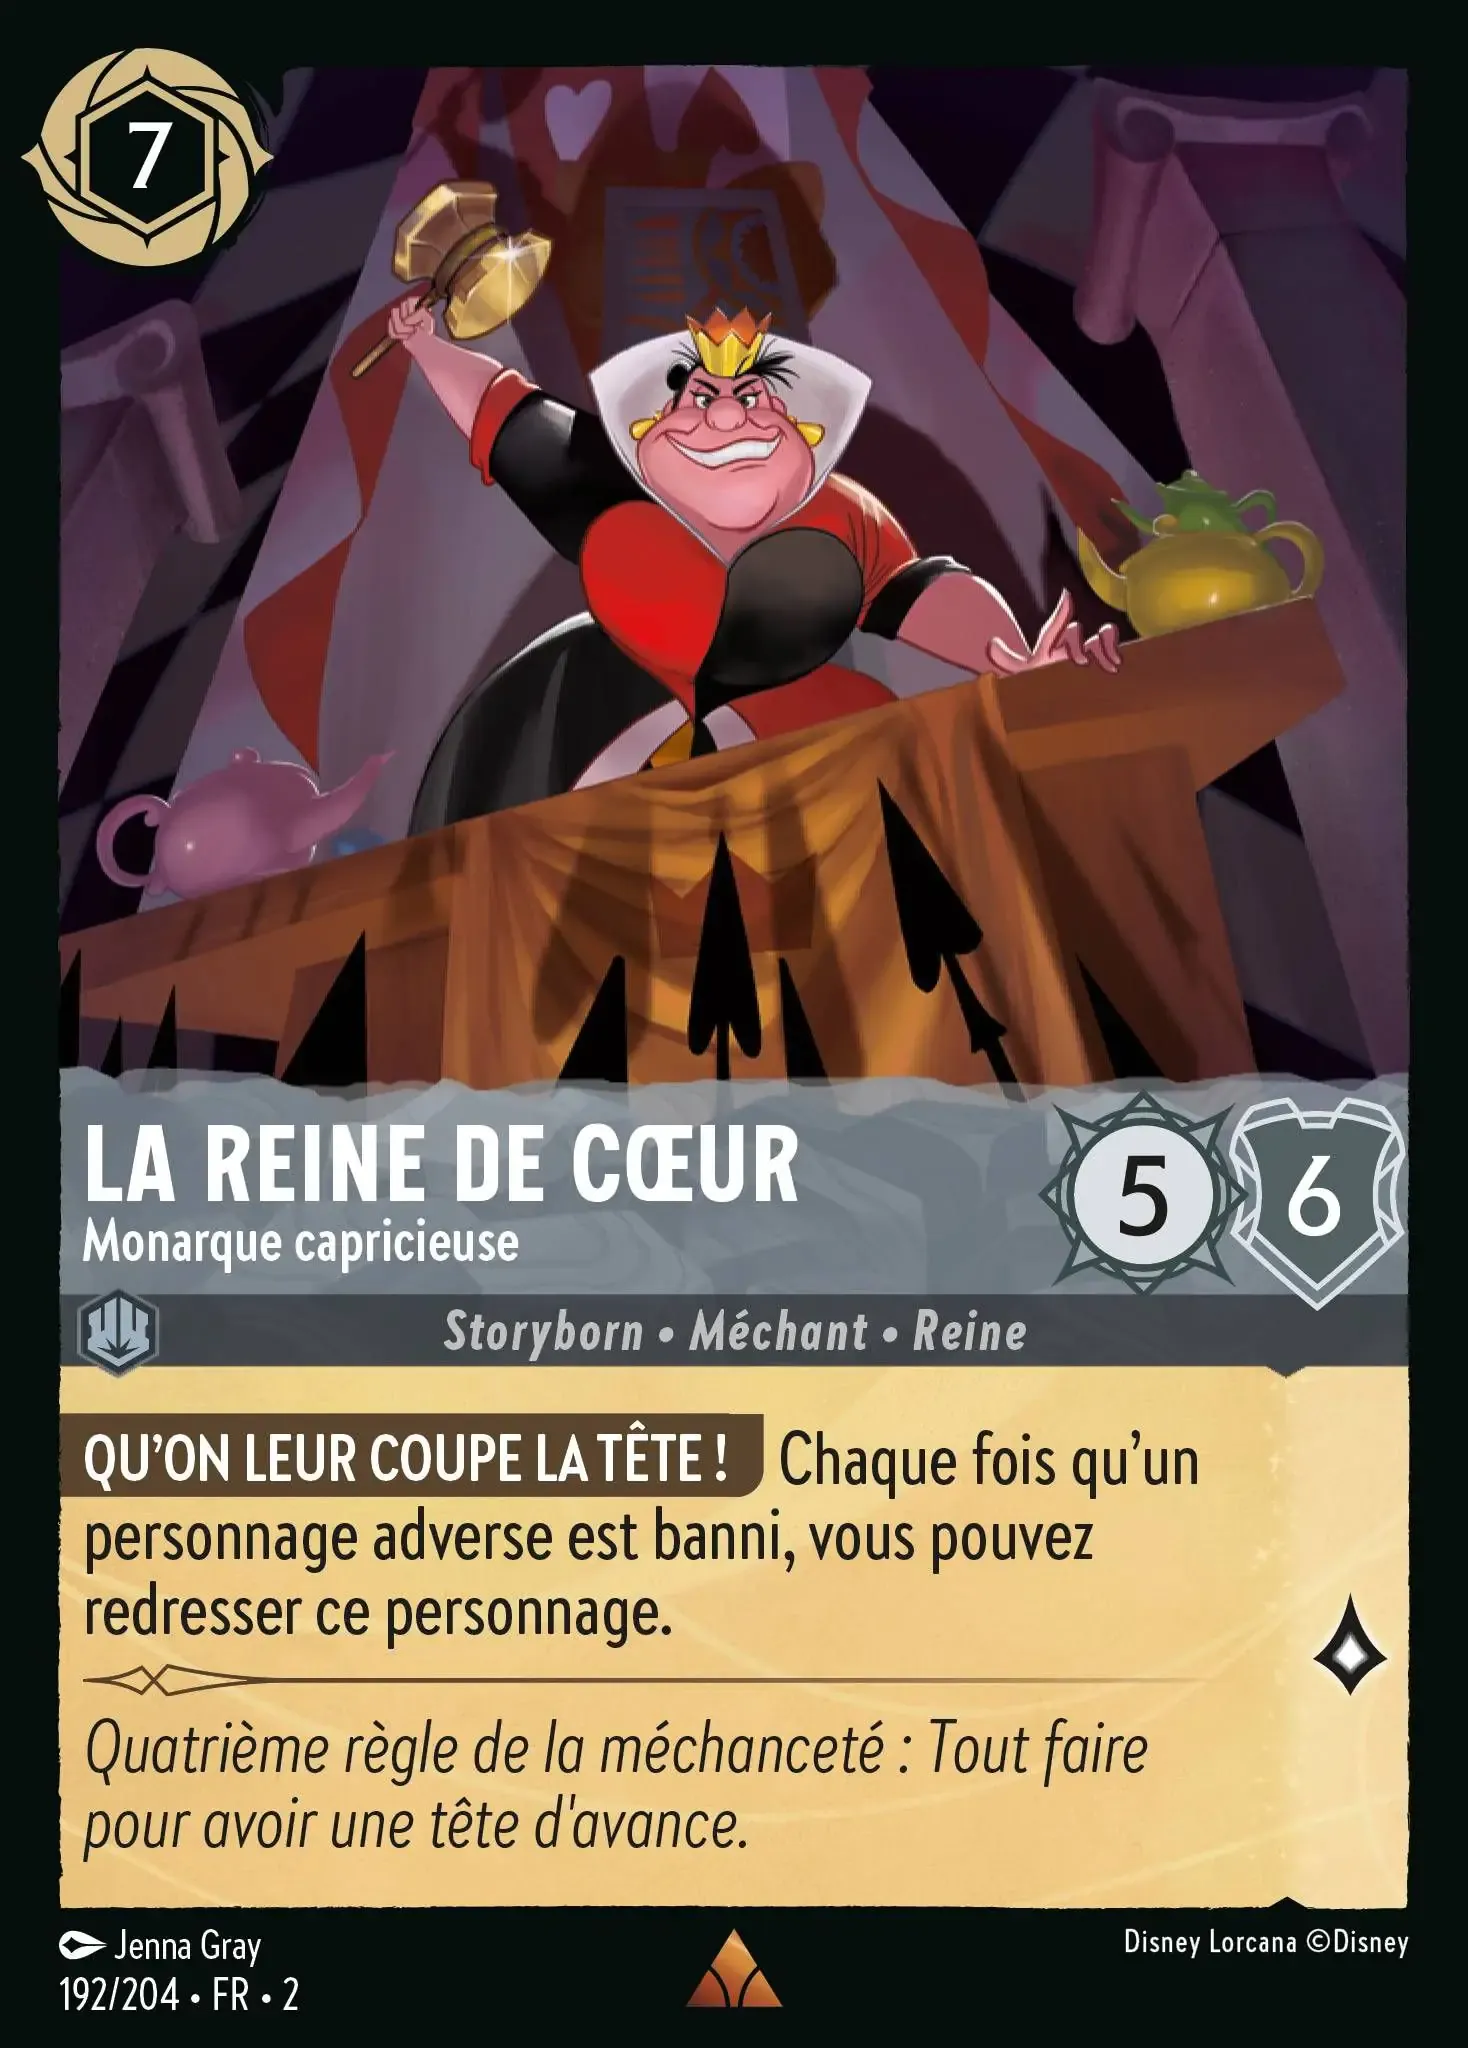 7
LA REINE DE CŒUR
Monarque capricieuse
5
6
Storyborn • Méchant • Reine
QU’ON LEUR COUPE LA TÊTE ! Chaque fois qu’un
personnage adverse est banni, vous pouvez
redresser ce personnage.
Quatrième règle de la méchanceté : Tout faire
pour avoir une tête d'avance.
Jenna Gray
Disney Lorcana ©Disney
192/204 • FR • 2